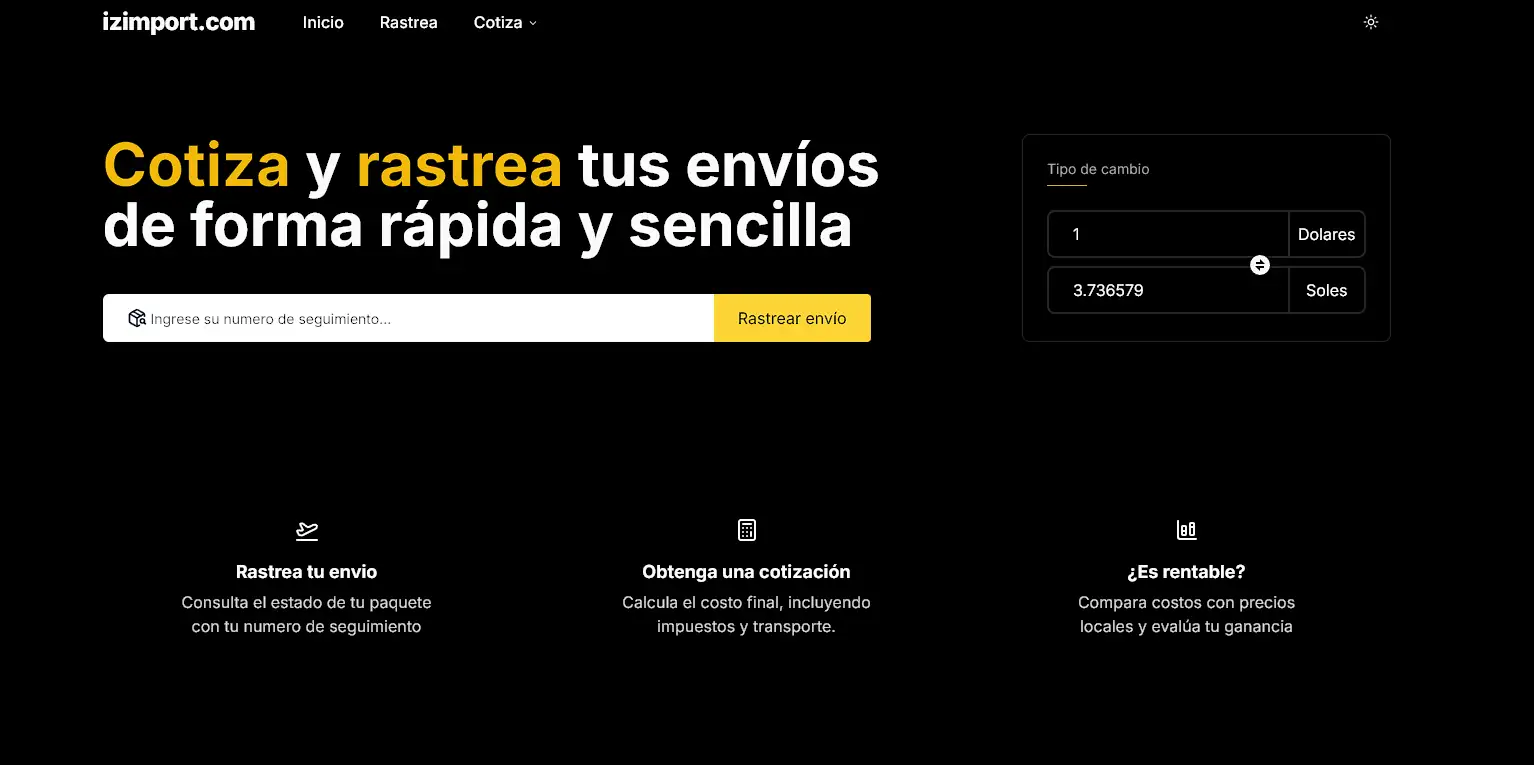 izimport.com
Inicio
Rastrea
Cotiza
Cotiza y rastrea tus envíos
de forma rápida y sencilla
Ingrese su numero de seguimiento...
Rastrear envío
Tipo de cambio
1
Dolares
3.736579
Soles
Rastrea tu envio
Consulta el estado de tu paquete
con tu numero de seguimiento
Obtenga una cotización
Calcula el costo final, incluyendo
impuestos y transporte.
¿Es rentable?
Compara costos con precios
locales y evalúa tu ganancia